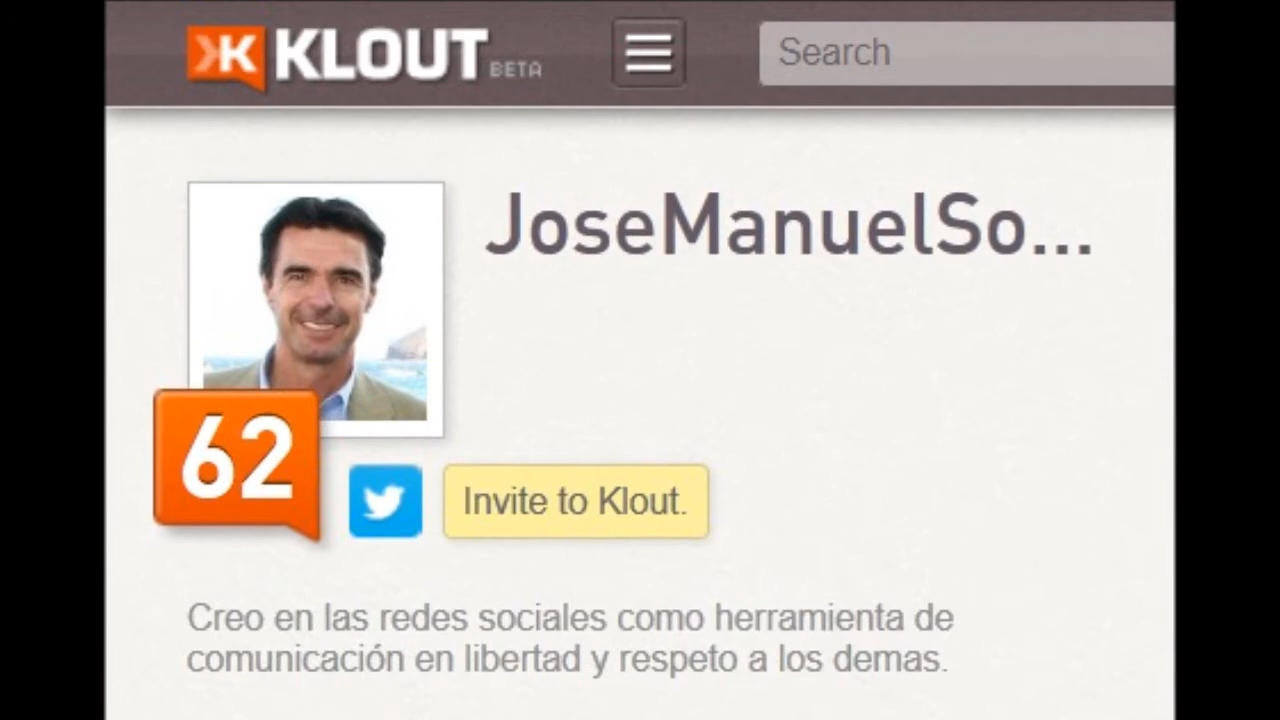 KLOUT BETA
Search
JoseManuelSo...
62
Invite to Klout.
Creo en las redes sociales como herramienta de
comunicación en libertad y respeto a los demas.